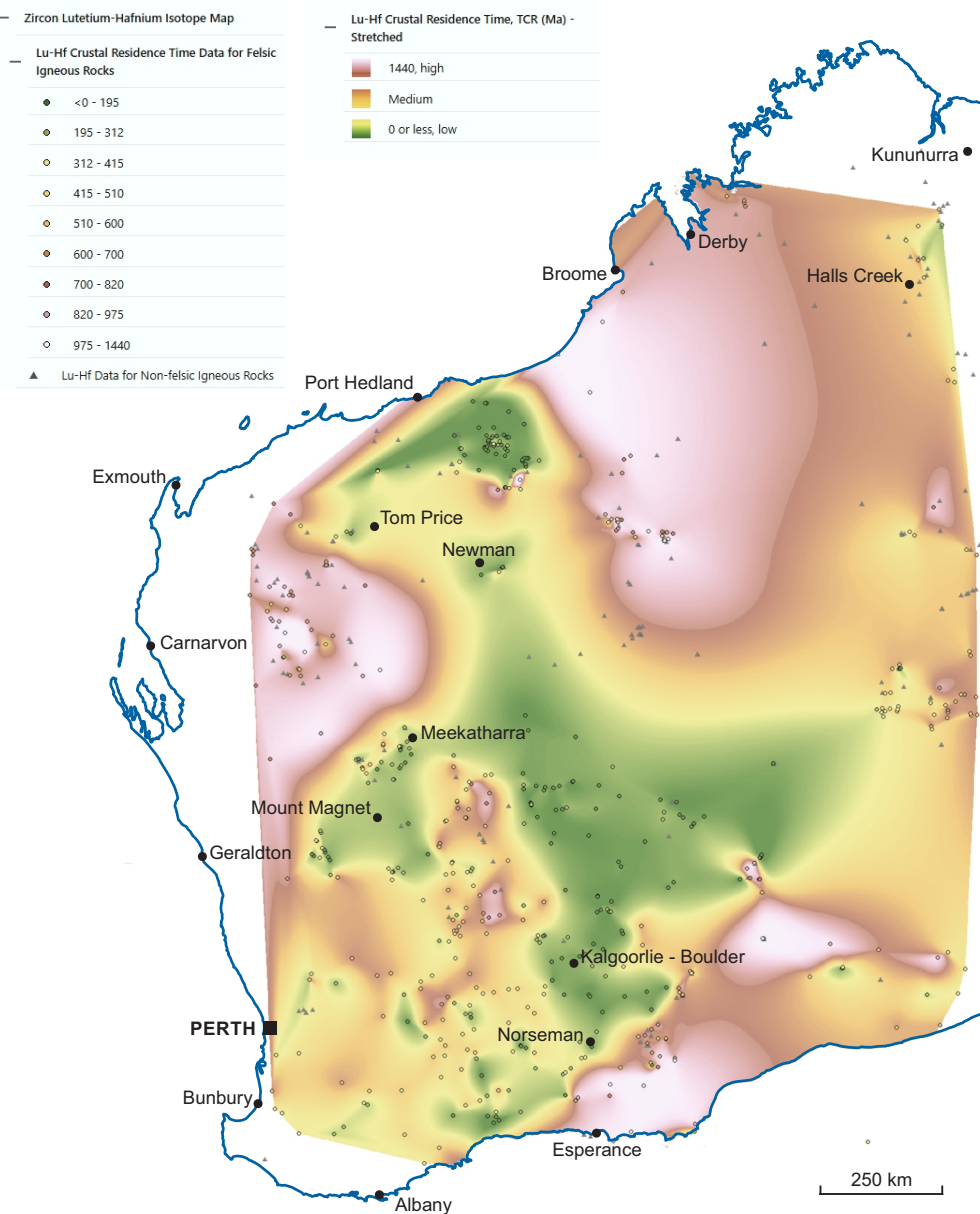 Zircon Lutetium-Hafnium Isotope Map
Lu-Hf Crustal Residence Time Data for Felsic
Igneous Rocks
<0 - 195
195 - 312
312 - 415
415 - 510
510 - 600
600 - 700
700 - 820
820 - 975
975 - 1440
Lu-Hf Data for Non-felsic Igneous Rocks
Lu-Hf Crustal Residence Time, TCR (Ma) -
Stretched
1440, high
Medium
0 or less, low
Kununurra
Derby
Broome
Halls Creek
Port Hedland
Exmouth
Tom Price
Newman
Carnarvon
Meekatharra
Mount Magnet
Geraldton
Kalgoorlie - Boulder
PERTH
Norseman
Bunbury
Esperance
250 km
Albany